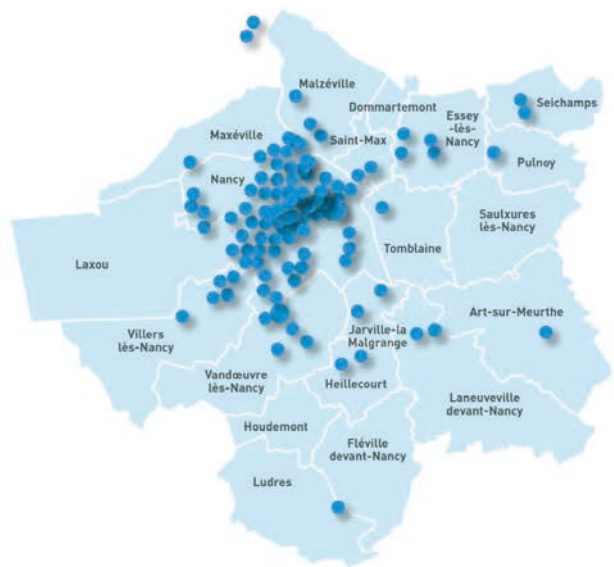 Malzéville
Dommartemont
Seichamps
Essey
-lès-
Nancy
Maxéville
Saint-Max
Pulnoy
Nancy
Saulxures
lès-Nancy
Tomblaine
Laxou
Art-sur-Meurthe
Villers
lès-Nancy
Jarville-la
Malgrange
Vandœuvre
lès-Nancy
Heillecourt
Laneuveville
devant-Nancy
Houdemont
Fléville
devant-Nancy
Ludres